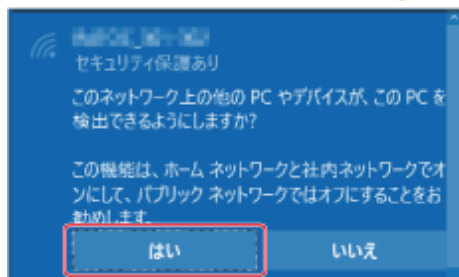 セキュリティ保護あり
このネットワーク上の他の PC やデバイスが、この PC を
検出できるようにしますか?
この機能は、ホーム ネットワークと社内ネットワークでオ
ンにして、パブリック ネットワークではオフにすることをお
勧めします。
はい
いいえ